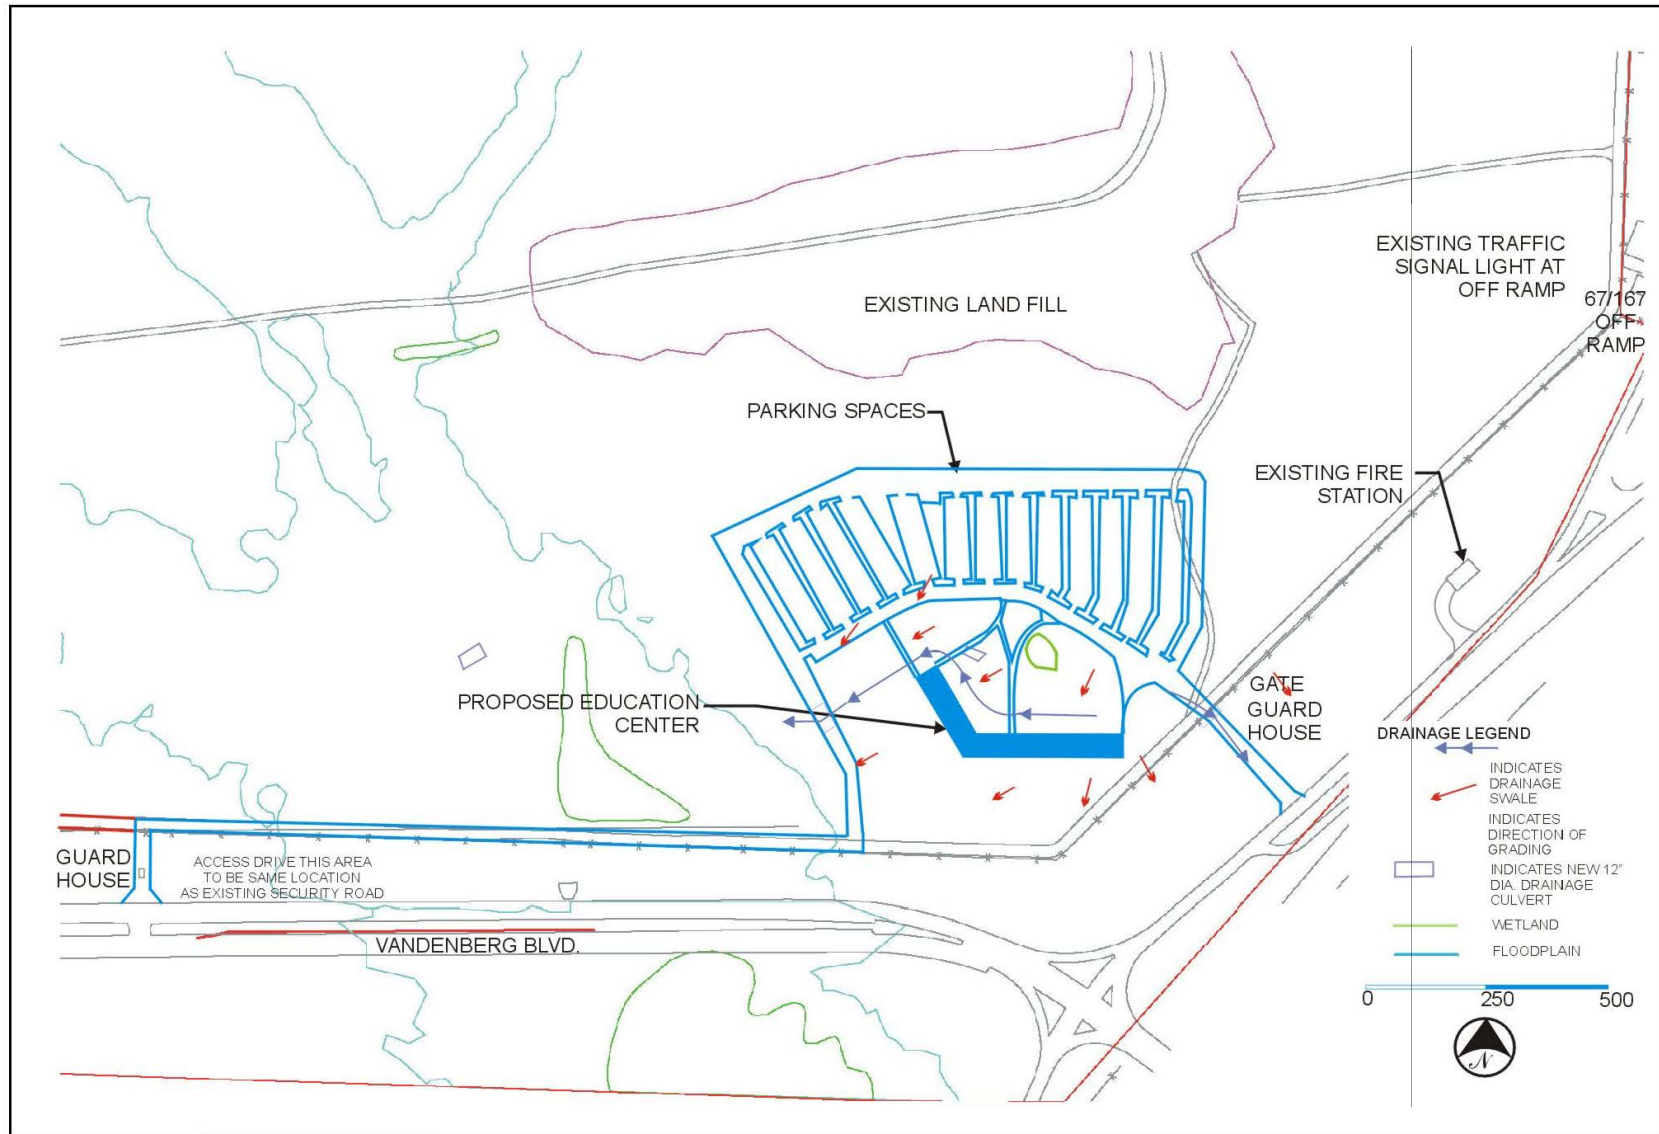 EXISTING TRAFFIC
SIGNAL LIGHT AT
OFF RAMP
67/167
OFF-
RAMP
EXISTING LAND FILL
PARKING SPACES
EXISTING FIRE
STATION
PROPOSED EDUCATION
CENTER
GATE
GUARD
HOUSE
GUARD
HOUSE
ACCESS DRIVE THIS AREA
TO BE SAME LOCATION
AS EXISTING SECURITY ROAD
VANDENBERG BLVD.
DRAINAGE LEGEND
INDICATES
DRAINAGE
SWALE
INDICATES
DIRECTION OF
GRADING
INDICATES NEW 12"
DIA. DRAINAGE
CULVERT
WETLAND
FLOODPLAIN
0 250 500
N